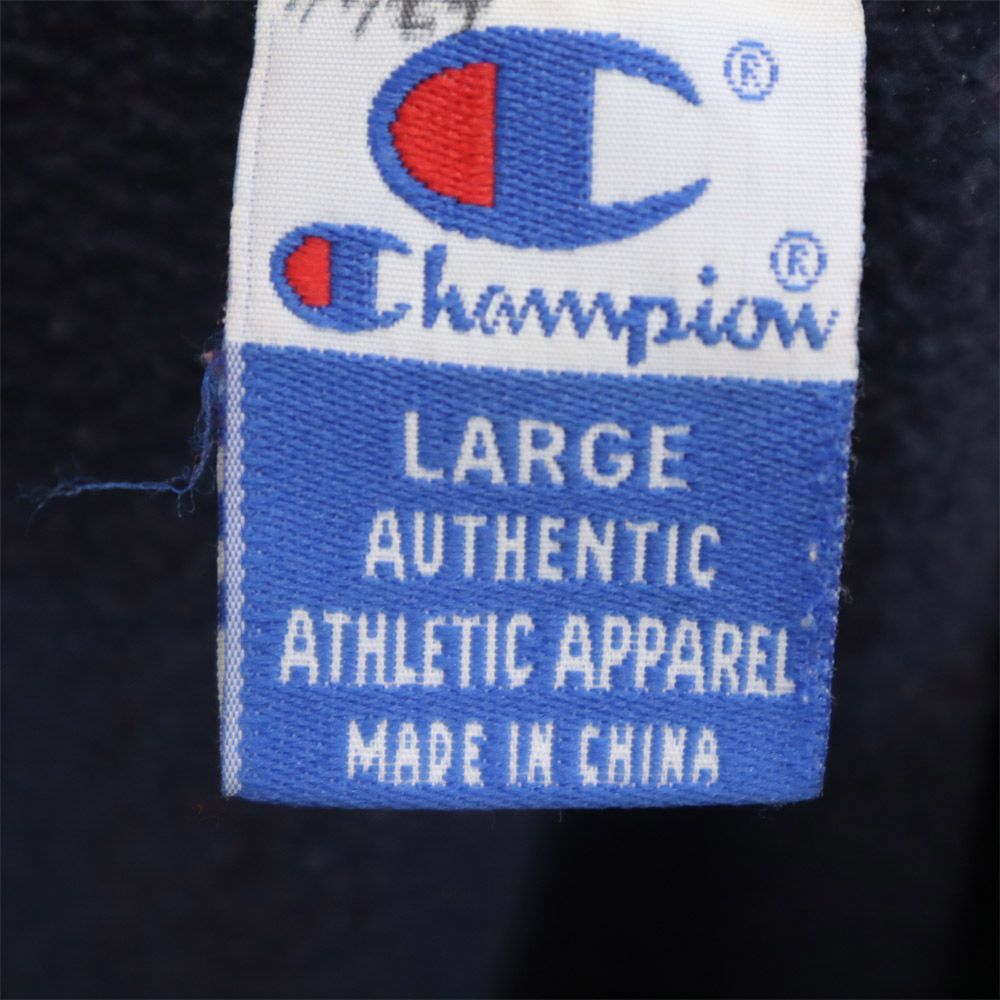 ®
Champion®
LARGE
AUTHENTIC
ATHLETIC APPAREL
MADE IN CHINA